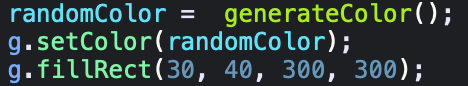 randomColor =  generateColor();
g.setColor(randomColor);
g.fillRect(30, 40, 300, 300);